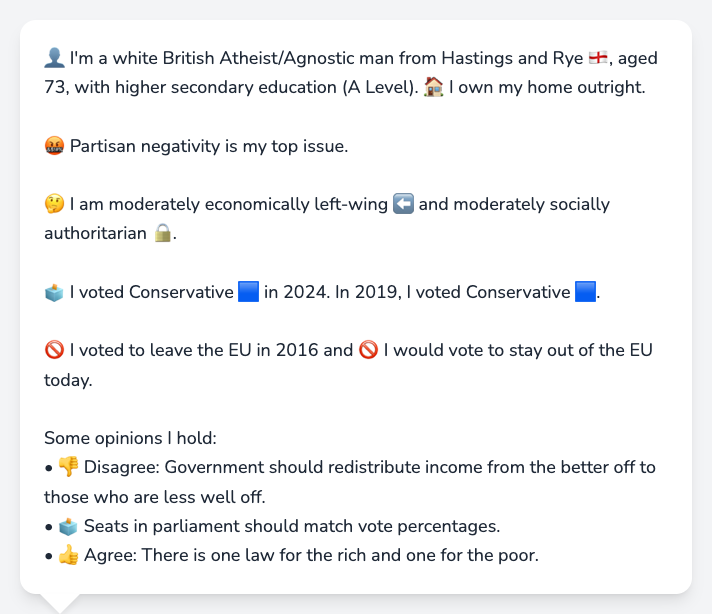 👤 I'm a white British Atheist/Agnostic man from Hastings and Rye 🏴󠁧󠁢󠁥󠁮󠁧󠁿, aged
73, with higher secondary education (A Level). 🏠 I own my home outright.
🤬 Partisan negativity is my top issue.
🤔 I am moderately economically left-wing ⬅️ and moderately socially
authoritarian 🔒.
🗳️ I voted Conservative 🟦 in 2024. In 2019, I voted Conservative 🟦.
🚫 I voted to leave the EU in 2016 and 🚫 I would vote to stay out of the EU
today.
Some opinions I hold:
• 👎 Disagree: Government should redistribute income from the better off to
those who are less well off.
• 🗳️ Seats in parliament should match vote percentages.
• 👍 Agree: There is one law for the rich and one for the poor.